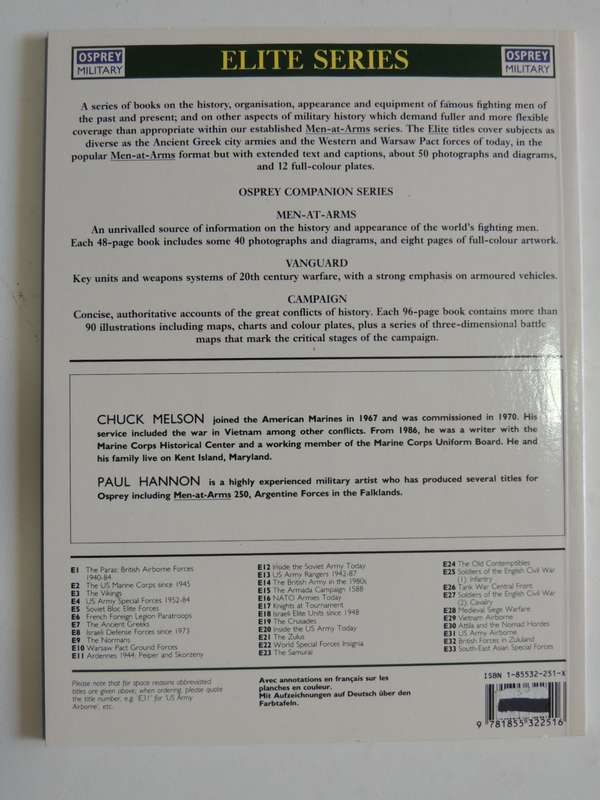 OSPREY
MILITARY
ELITE SERIES
OSPREY
MILITARY
A series of books on the history, organisation, appearance and equipment of famous fighting men of
the past and present; and on other aspects of military history which demand fuller and more flexible
coverage than appropriate within our established Men-at-Arms series. The Elite titles cover subjects as
diverse as the Ancient Greek city armies and the Western and Warsaw Pact forces of today, in the
popular Men-at-Arms format but with extended text and captions, about 50 photographs and diagrams,
and 12 full-colour plates.
OSPREY COMPANION SERIES
MEN-AT-ARMS
An unrivalled source of information on the history and appearance of the world's fighting men.
Each 48-page book includes some 40 photographs and diagrams, and eight pages of full-colour artwork.
VANGUARD
Key units and weapons systems of 20th century warfare, with a strong emphasis on armoured vehicles.
CAMPAIGN
Concise, authoritative accounts of the great conflicts of history. Each 96-page book contains more than
90 illustrations including maps, charts and colour plates, plus a series of three-dimensional battle
maps that mark the critical stages of the campaign.
CHUCK MELSON joined the American Marines in 1967 and was commissioned in 1970. His
service included the war in Vietnam among other conflicts. From 1986, he was a writer with the
Marine Corps Historical Center and a working member of the Marine Corps Uniform Board. He and
his family live on Kent Island, Maryland.
PAUL HANNON is a highly experienced military artist who has produced several titles for
Osprey including Men-at-Arms 250, Argentine Forces in the Falklands.
E1 The Paras: British Airborne Forces
1940-84
E2 The US Marine Corps since 1945
E3 The Vikings
E4 US Army Special Forces 1952-84
E5 Soviet Bloc Elite Forces
E6 French Foreign Legion Paratroops
E7 The Ancient Greeks
E8 Israeli Defense Forces since 1973
E9 The Normans
E10 Warsaw Pact Ground Forces
E11 Ardennes 1944: Peiper and Skorzeny
E12 Inside the Soviet Army Today
E13 US Army Rangers 1942-87
E14 The British Army in the 1980s
E15 The Armada Campaign 1588
E16 NATO Armies Today
E17 Knights at Tournament
E18 Israeli Elite Units since 1948
E19 The Crusades
E20 Inside the US Army Today
E21 The Zulus
E22 World Special Forces Insignia
E23 The Samurai
E24 The Old Contemptibles
E25 Soldiers of the English Civil War
(1): Infantry
E26 Tank War Central Front
E27 Soldiers of the English Civil War
(2): Cavalry
E28 Medieval Siege Warfare
E29 Vietnam Airborne
E30 Attila and the Nomad Hordes
E31 US Army Airborne
E32 British Forces in Zululand
E33 South-East Asian Special Forces
Please note that for space reasons abbreviated
titles are given above; when ordering, please quote
the title number, e.g. 'E31' for 'US Army
Airborne', etc.
Avec annotations en français sur les
planches en couleur.
Mit Aufzeichnungen auf Deutsch über den
Farbtafeln.
ISBN 1-85532-251-X
9 781855 322516